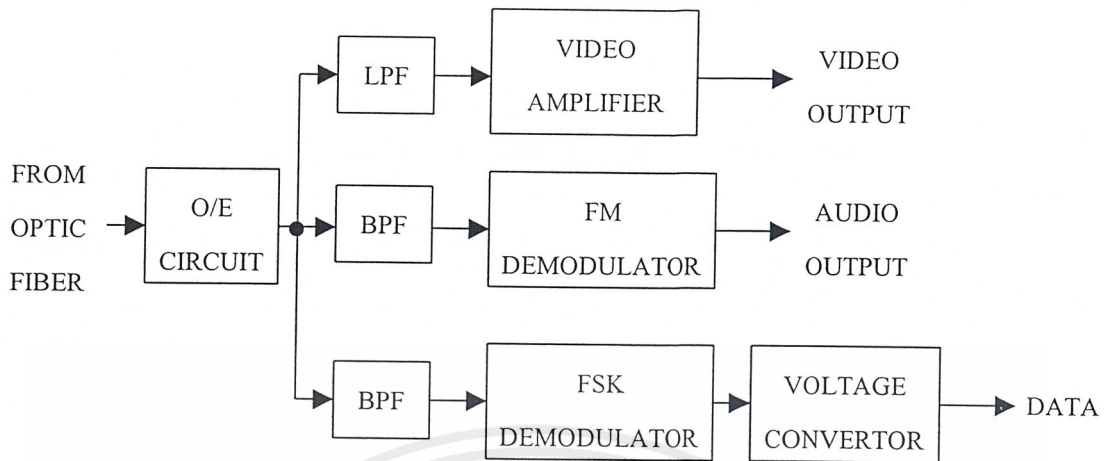 FROM
OPTIC
FIBER
O/E
CIRCUIT
LPF
VIDEO
AMPLIFIER
VIDEO
OUTPUT
BPF
FM
DEMODULATOR
AUDIO
OUTPUT
BPF
FSK
DEMODULATOR
VOLTAGE
CONVERTOR
DATA